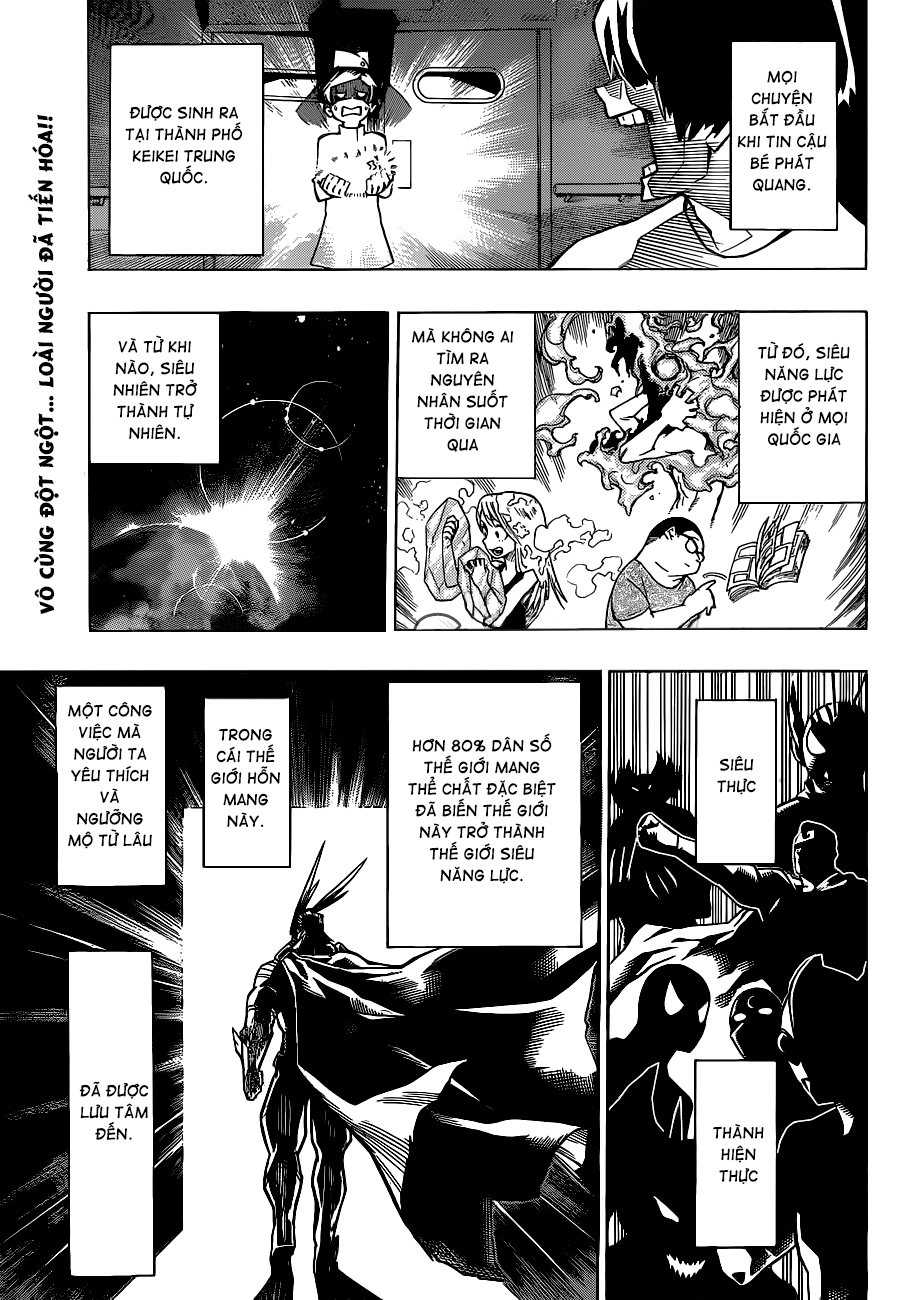 MỌI
CHUYỆN
BẮT ĐẦU
KHI TIN CẬU
BÉ PHÁT
QUANG.
ĐƯỢC SINH RA
TẠI THÀNH PHỐ
KEIKEI TRUNG
QUỐC.
VÔ CÙNG ĐỘT NGỘT... LOÀI NGƯỜI ĐÃ TIẾN HÓA!!
TỪ ĐÓ, SIÊU
NĂNG LỰC
ĐƯỢC PHÁT
HIỆN Ở MỌI
QUỐC GIA
MÀ KHÔNG AI
TÌM RA
NGUYÊN
NHÂN SUỐT
THỜI GIAN
QUA
VÀ TỪ KHI
NÀO, SIÊU
NHIÊN TRỞ
THÀNH TỰ
NHIÊN.
SIÊU
THỰC
THÀNH
HIỆN
THỰC
HƠN 80% DÂN SỐ
THẾ GIỚI MANG
THỂ CHẤT ĐẶC BIỆT
ĐÃ BIẾN THẾ GIỚI
NÀY TRỞ THÀNH
THẾ GIỚI SIÊU
NĂNG LỰC.
TRONG
CÁI THẾ
GIỚI HỖN
MANG
NÀY.
MỘT CÔNG
VIỆC MÀ
NGƯỜI TA
YÊU THÍCH
VÀ
NGƯỠNG
MỘ TỪ LÂU
ĐÃ ĐƯỢC
LƯU TÂM
ĐẾN.